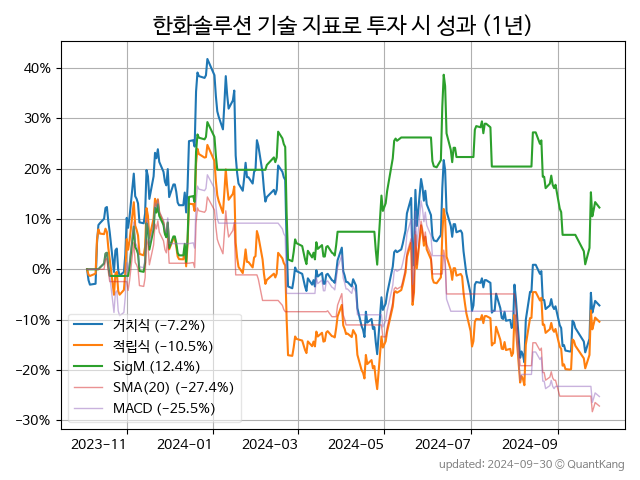 한화솔루션 기술 지표로 투자 시 성과 (1년)
40%
30%
20%
10%
0%
−10%
−20%
−30%
거치식 (−7.2%)
적립식 (−10.5%)
SigM (12.4%)
SMA(20) (−27.4%)
MACD (−25.5%)
2023-11
2024-01
2024-03
2024-05
2024-07
2024-09
updated: 2024-09-30 © QuantKang